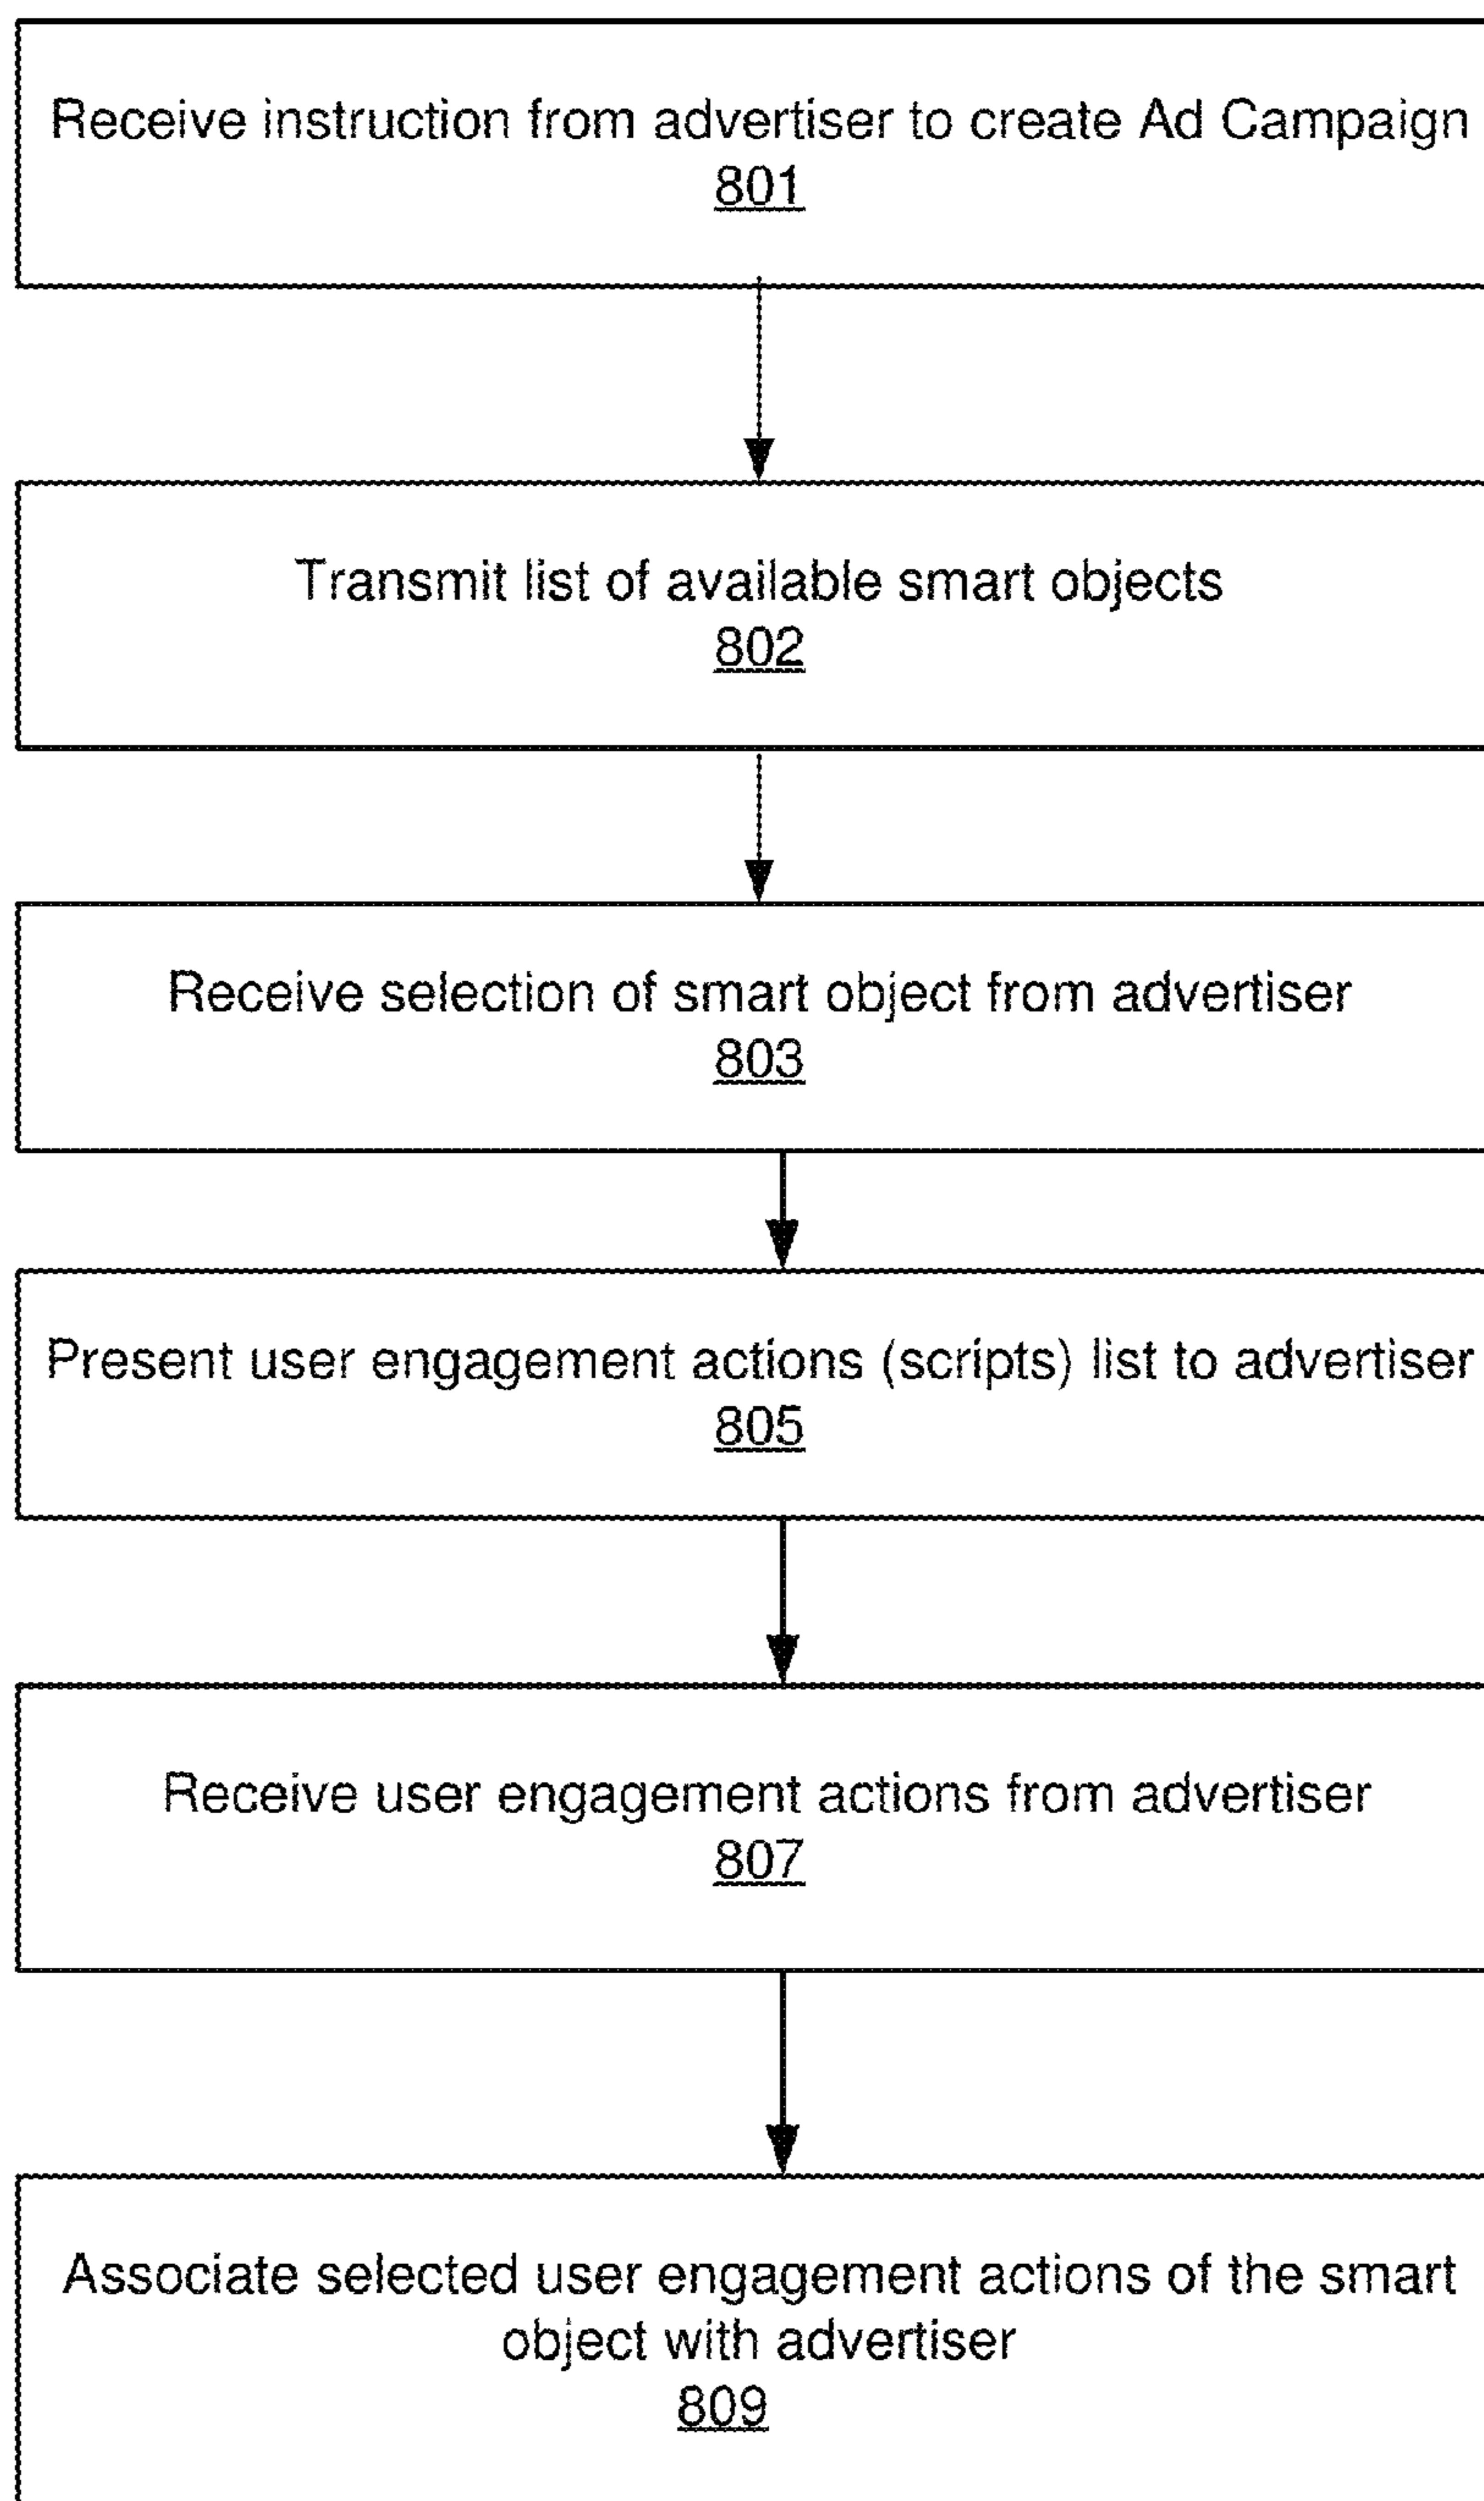 Receive instruction from advertiser to create Ad Campaign
801
Transmit list of available smart objects
802
Receive selection of smart object from advertiser
803
Present user engagement actions (scripts) list to advertiser
805
Receive user engagement actions from advertiser
807
Associate selected user engagement actions of the smart
object with advertiser
809